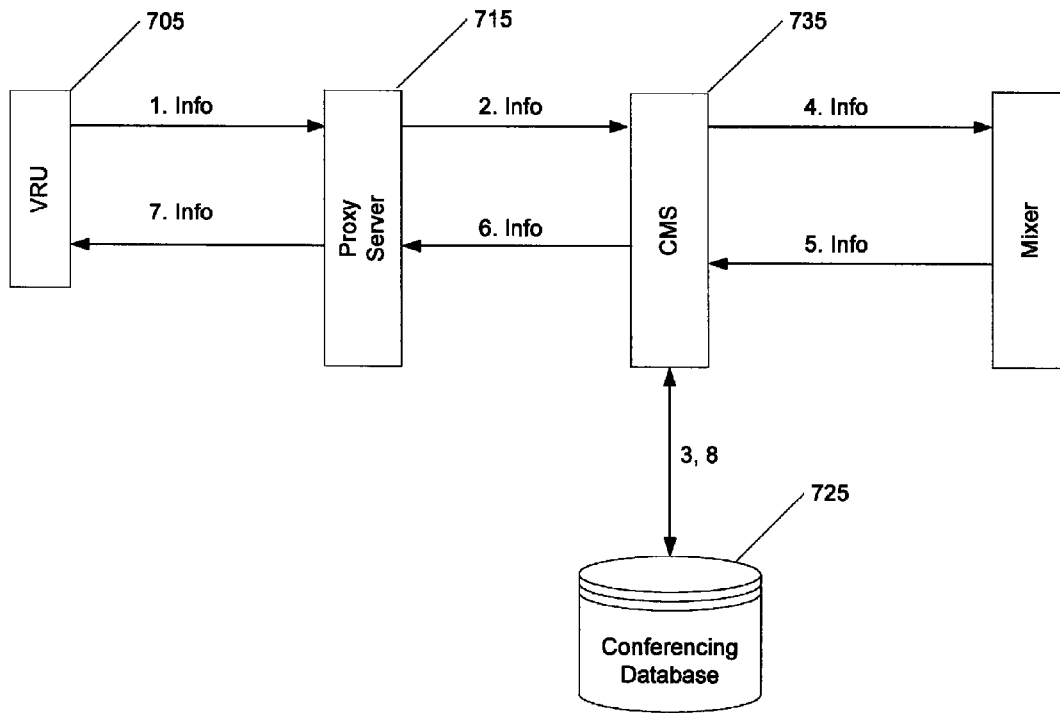 705
715
735
1. Info
2. Info
4. Info
VRU
Proxy
Server
CMS
Mixer
7. Info
6. Info
5. Info
3, 8
725
Conferencing
Database